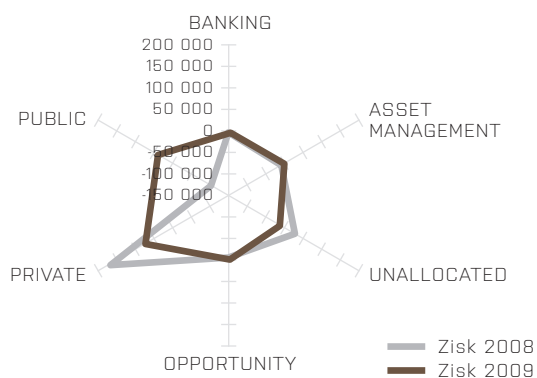 BANKING
200 000
150 000
100 000
50 000
0
-50 000
-100 000
-150 000
PUBLIC
ASSET
MANAGEMENT
PRIVATE
UNALLOCATED
OPPORTUNITY
Zisk 2008
Zisk 2009